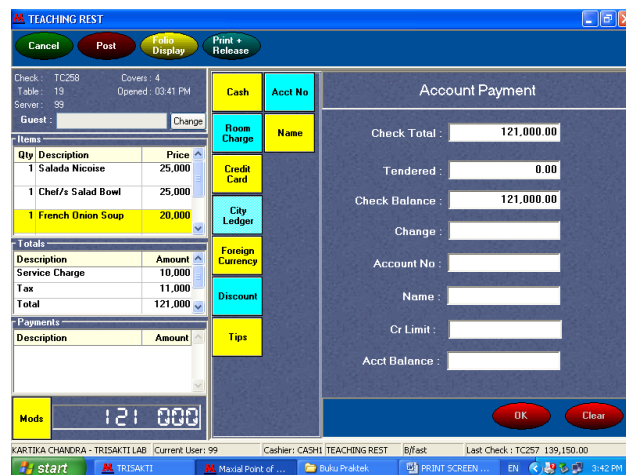 TEACHING REST
Cancel
Post
Folio Display
Print + Release
Check : TC258 Covers : 4
Table : 19 Opened : 03:41 PM
Server : 99
Guest : Change
Items
Qty Description Price
1 Salada Nicoise 25,000
1 Chef/s Salad Bowl 25,000
1 French Onion Soup 20,000
Totals
Description Amount
Service Charge 10,000
Tax 11,000
Total 121,000
Payments
Description Amount
Mods
121 000
Cash
Acct No
Room Charge
Name
Credit Card
City Ledger
Foreign Currency
Discount
Tips
Account Payment
Check Total : 121,000.00
Tendered : 0.00
Check Balance : 121,000.00
Change :
Account No :
Name :
Cr Limit :
Acct Balance :
OK
Clear
KARTIKA CHANDRA - TRISAKTI LAB Current User: 99 Cashier: CASH1 TEACHING REST B/fast Last Check : TC257 139,150.00
start TRISAKTI Maxial Point of ... Buku Praktek PRINT SCREEN ... EN 3:42 PM